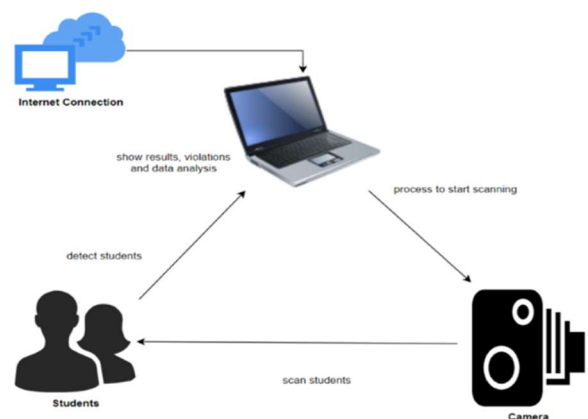 Internet Connection
show results, violations
and data analysis
process to start scanning
detect students
scan students
Students
Camera